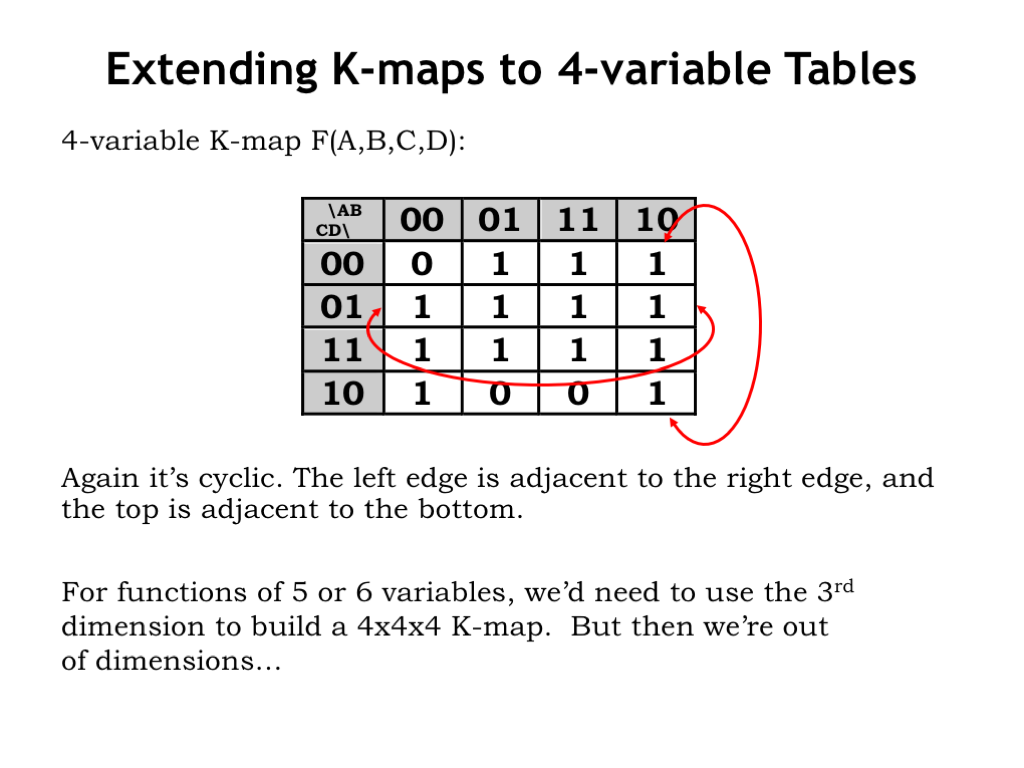 Extending K-maps to 4-variable Tables
4-variable K-map F(A,B,C,D):
\AB
CD\ 00 01 11 10
00 0 1 1 1
01 1 1 1 1
11 1 1 1 1
10 1 0 0 1
Again it’s cyclic. The left edge is adjacent to the right edge, and
the top is adjacent to the bottom.
For functions of 5 or 6 variables, we’d need to use the 3rd
dimension to build a 4x4x4 K-map.  But then we’re out
of dimensions…